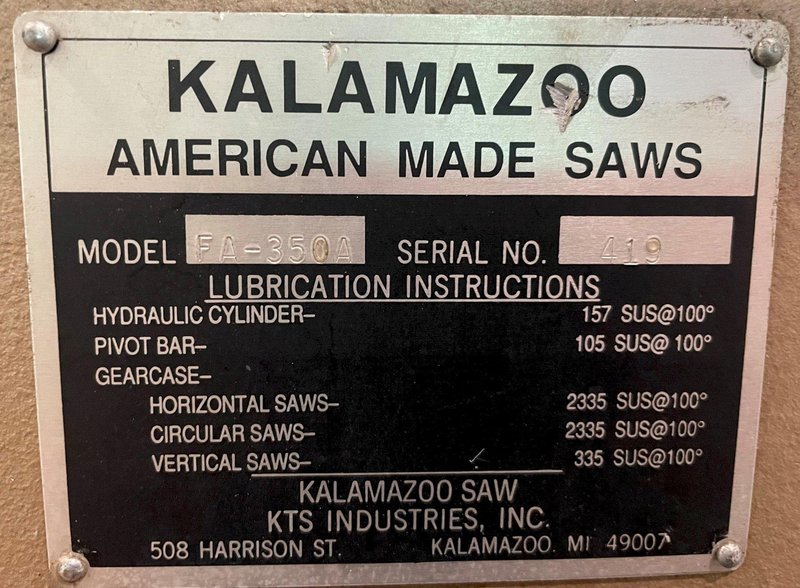 KALAMAZOO
AMERICAN MADE SAWS
MODEL FA-350A SERIAL NO. 419
LUBRICATION INSTRUCTIONS
HYDRAULIC CYLINDER– 157 SUS@100°
PIVOT BAR– 105 SUS@ 100°
GEARCASE–
HORIZONTAL SAWS– 2335 SUS@100°
CIRCULAR SAWS– 2335 SUS@100°
VERTICAL SAWS– 335 SUS@100°
KALAMAZOO SAW
KTS INDUSTRIES, INC.
508 HARRISON ST. KALAMAZOO MI 49007